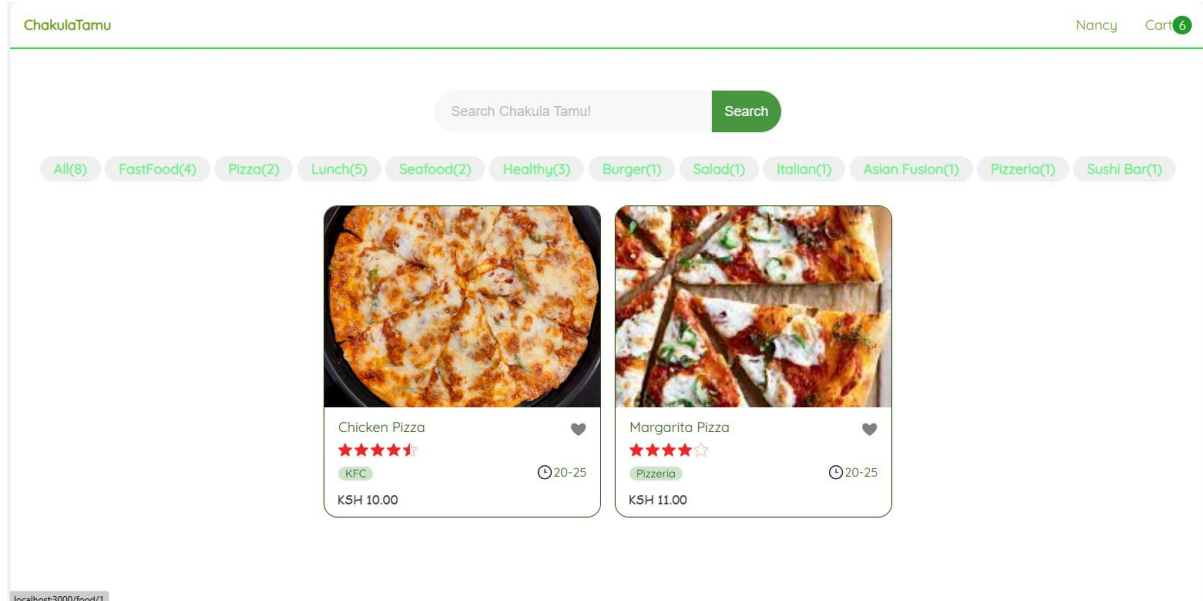 ChakulaTamu Nancy Cart 6
Search Chakula Tamu! Search
All(8) FastFood(4) Pizza(2) Lunch(5) Seafood(2) Healthy(3) Burger(1) Salad(1) Italian(1) Asian Fusion(1) Pizzeria(1) Sushi Bar(1)
Chicken Pizza
KFC 20-25
KSH 10.00
Margarita Pizza
Pizzeria 20-25
KSH 11.00
localhost:3000/food/1